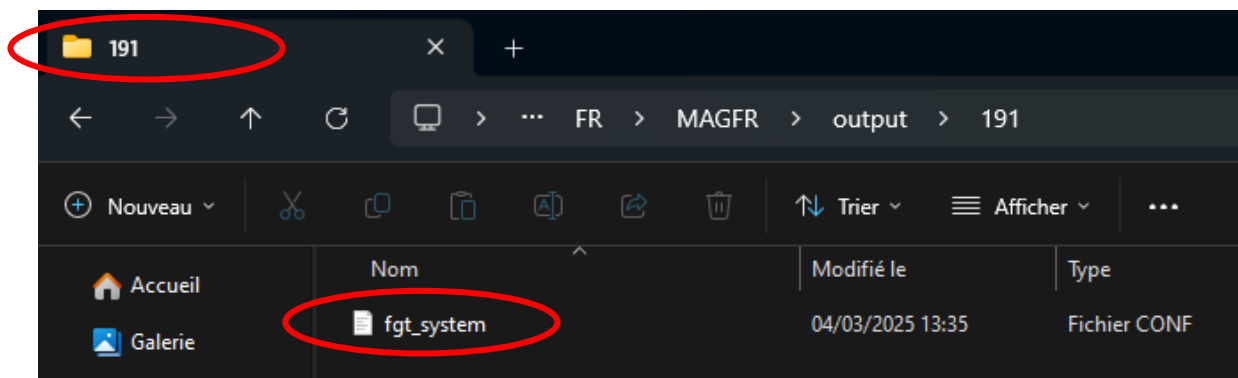 191
… FR > MAGFR > output > 191
Nouveau Trier Afficher …
Accueil
Galerie
Nom Modifié le Type
fgt_system 04/03/2025 13:35 Fichier CONF